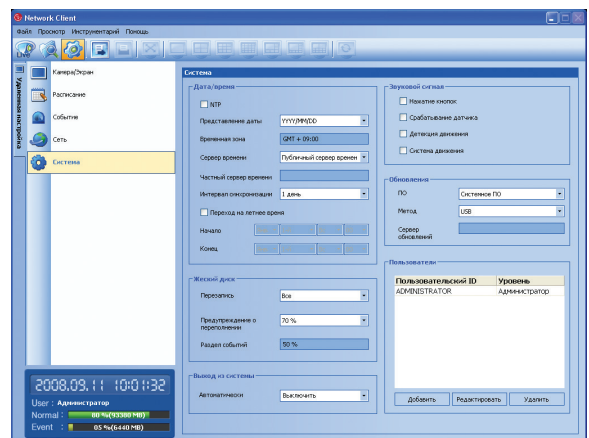 Network Client
Файл Просмотр Инструментарий Помощь
Live
Удаленная настройка
Камера/Экран
Расписание
Событие
Сеть
Система
Система
Дата/время
NTP
Представление даты YYYY/MM/DD
Временная зона GMT + 09:00
Сервер времени Публичный сервер времен
Частный сервер времени
Интервал синхронизации 1 день
Переход на летнее время
Начало
Конец
Жеский диск
Перезапись Вкл
Предупреждение о переполнении 70 %
Раздел событий 50 %
Выход из системы
Автоматически Выключить
Звуковой сигнал
Нажатие кнопок
Срабатывание датчика
Детекция движения
Система движения
Обновления
ПО Системное ПО
Метод USB
Сервер обновлений
Пользователи
Пользовательский ID Уровень
ADMINISTRATOR Администратор
Добавить Редактировать Удалить
2008.09.11 10:01:32
User : Администратор
Normal : 80 %(93380 MB)
Event : 05 %(6440 MB)